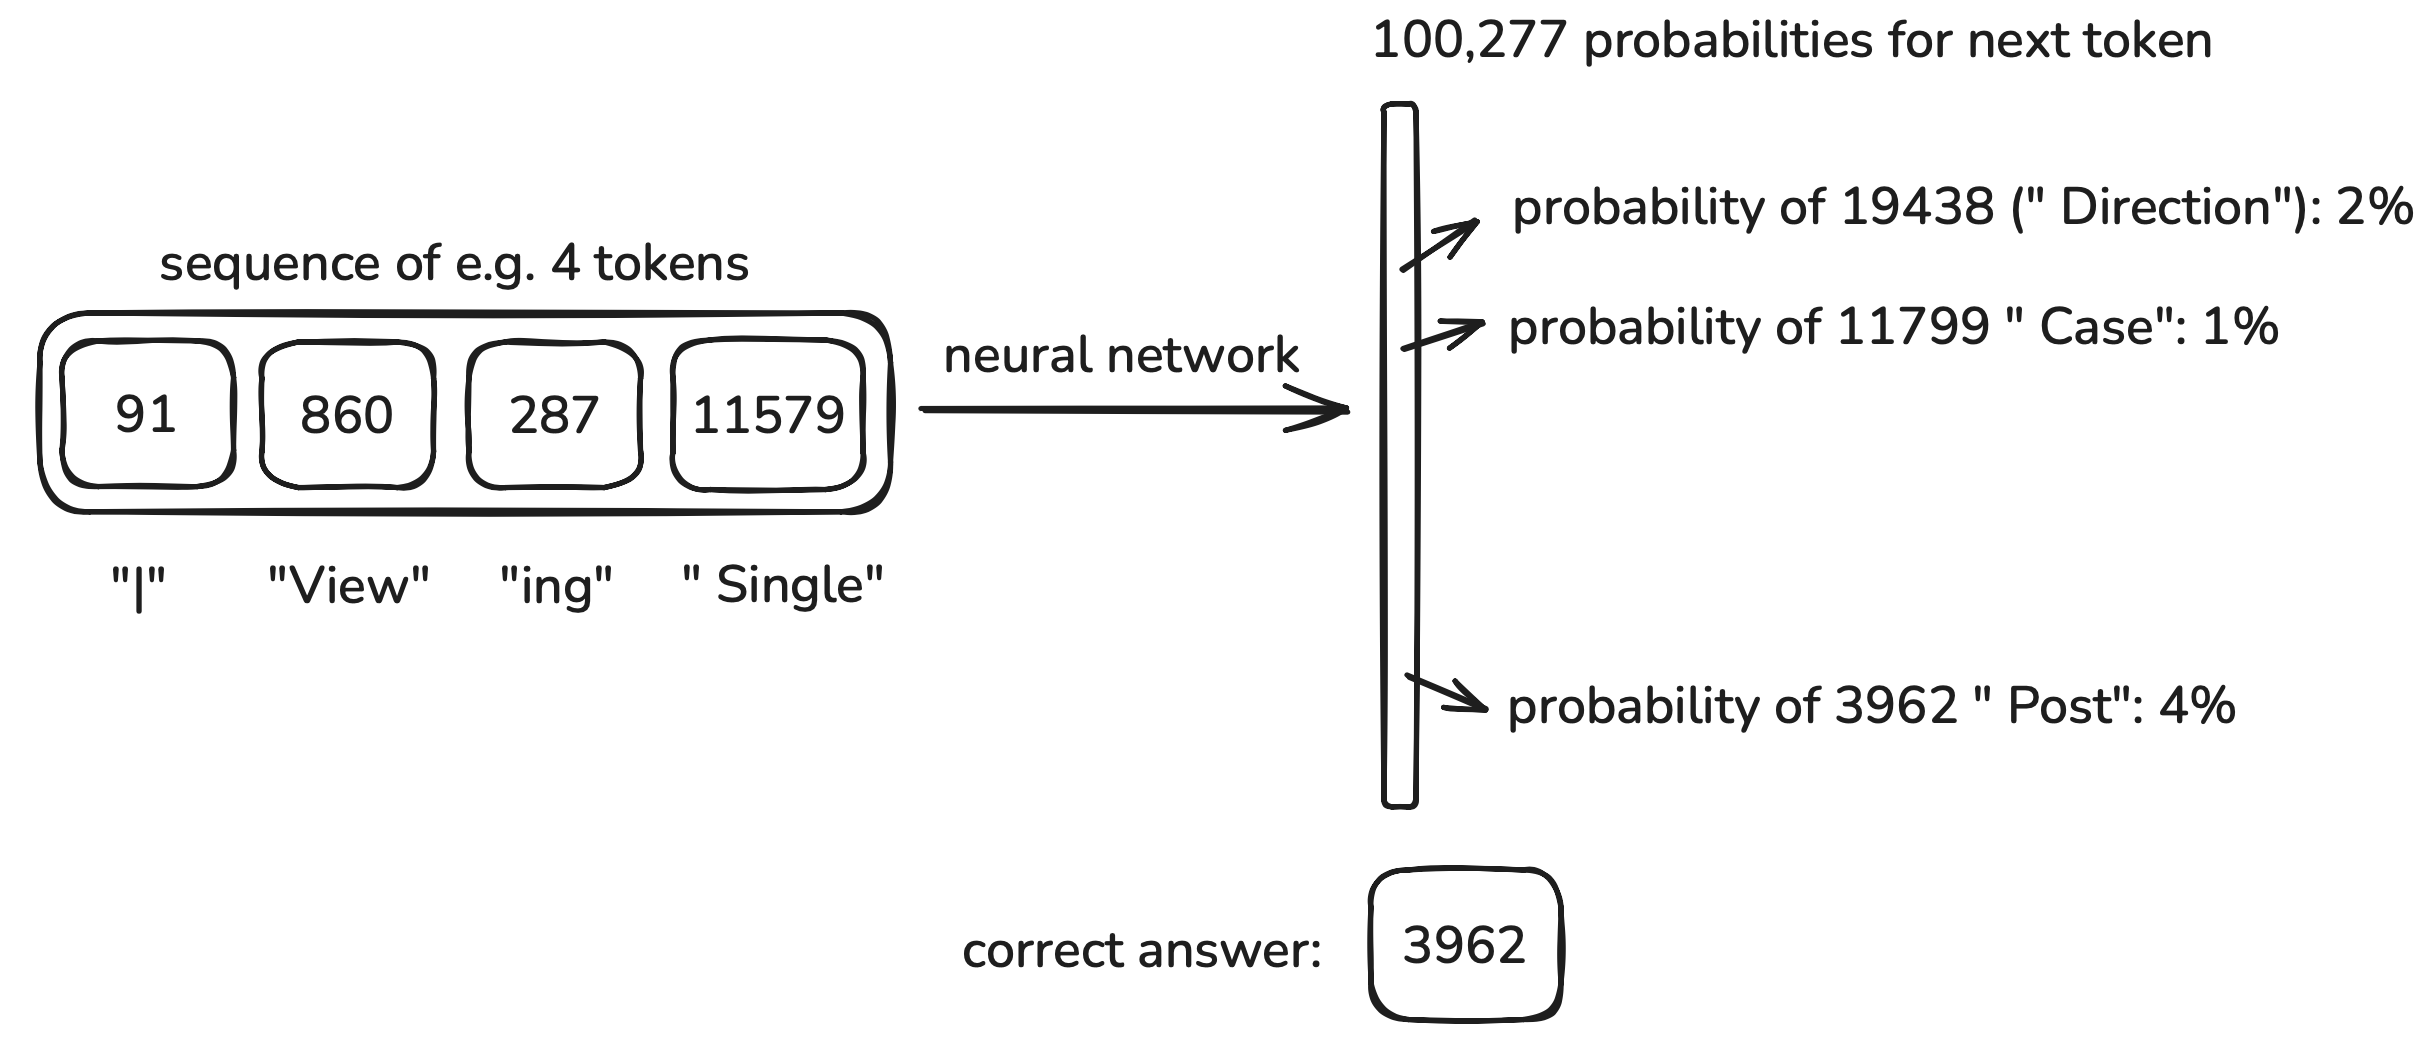 100,277 probabilities for next token
probability of 19438 (" Direction"): 2%
sequence of e.g. 4 tokens
probability of 11799 " Case": 1%
neural network
91 860 287 11579
"|" "View" "ing" " Single"
probability of 3962 " Post": 4%
correct answer: 3962